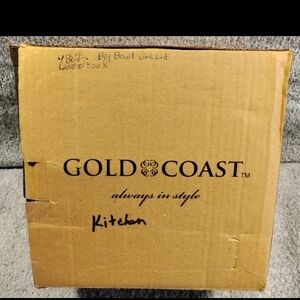 Big Bowl
GOLD COAST TM
always in style
Kitchen